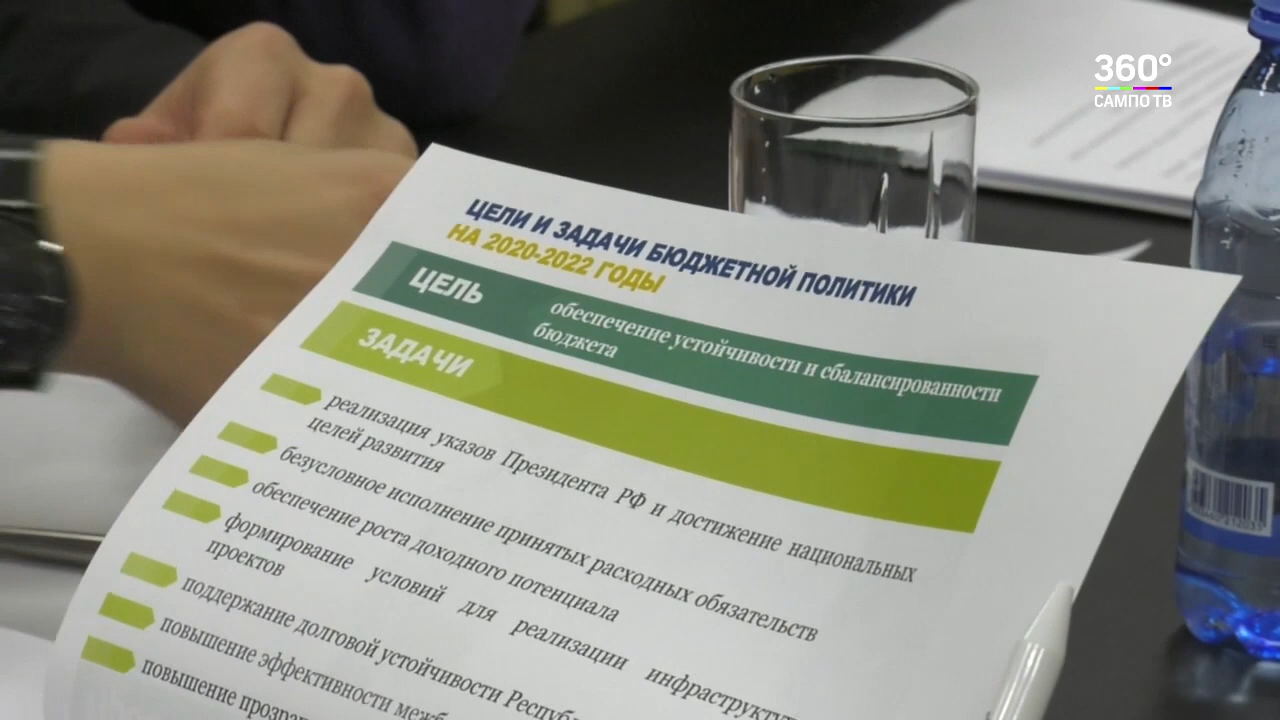 360°
САМПО ТВ
ЦЕЛИ И ЗАДАЧИ БЮДЖЕТНОЙ ПОЛИТИКИ
НА 2020-2022 ГОДЫ
ЦЕЛЬ
обеспечение устойчивости и сбалансированности
бюджета
ЗАДАЧИ
реализация указов Президента РФ и достижение национальных
целей развития
безусловное исполнение принятых расходных обязательств
обеспечение роста доходного потенциала
формирование условий для реализации
проектов
поддержание долговой устойчивости
повышение эффективности
повышение